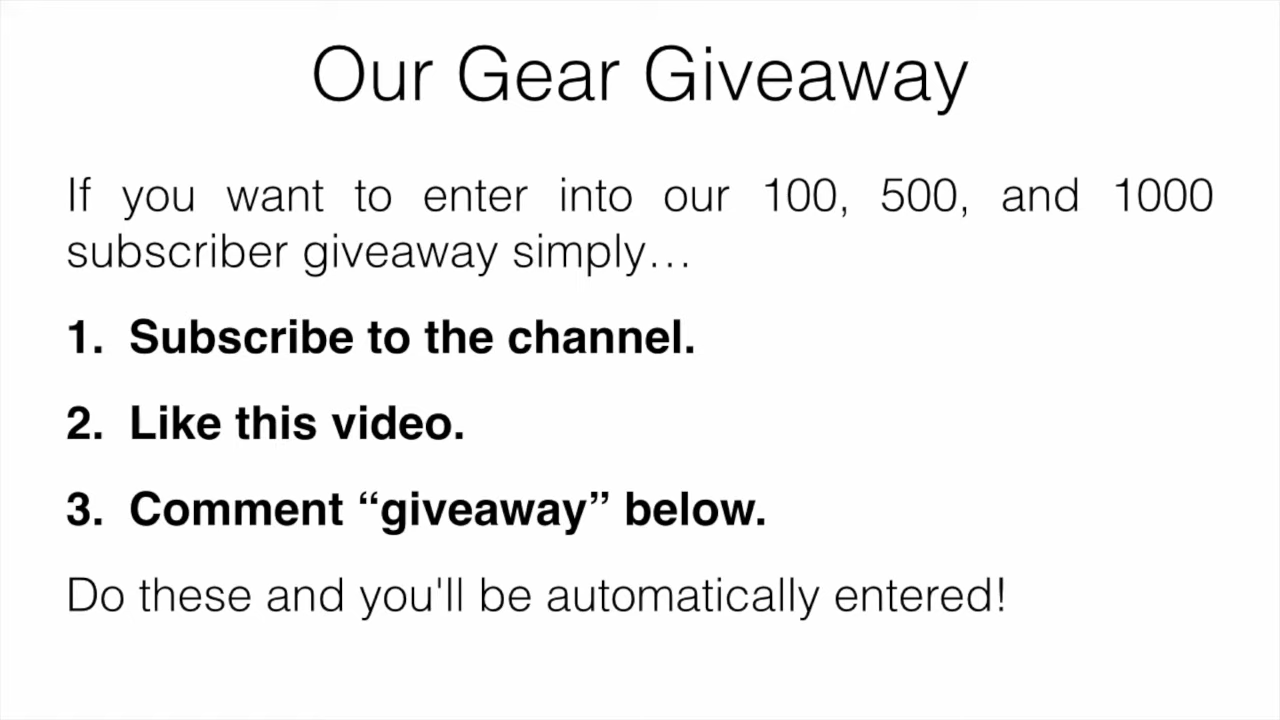 Our Gear Giveaway
If you want to enter into our 100, 500, and 1000
subscriber giveaway simply…
1. Subscribe to the channel.
2. Like this video.
3. Comment “giveaway” below.
Do these and you'll be automatically entered!